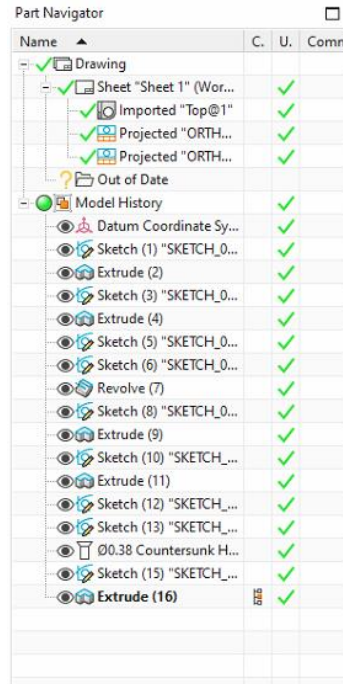 Part Navigator
Name C. U. Comm
Drawing
Sheet "Sheet 1" (Wor...
Imported "Top@1"
Projected "ORTH...
Projected "ORTH...
Out of Date
Model History
Datum Coordinate Sy...
Sketch (1) "SKETCH_0...
Extrude (2)
Sketch (3) "SKETCH_0...
Extrude (4)
Sketch (5) "SKETCH_0...
Sketch (6) "SKETCH_0...
Revolve (7)
Sketch (8) "SKETCH_0...
Extrude (9)
Sketch (10) "SKETCH_...
Extrude (11)
Sketch (12) "SKETCH_...
Sketch (13) "SKETCH_...
Ø0.38 Countersunk H...
Sketch (15) "SKETCH_...
Extrude (16)